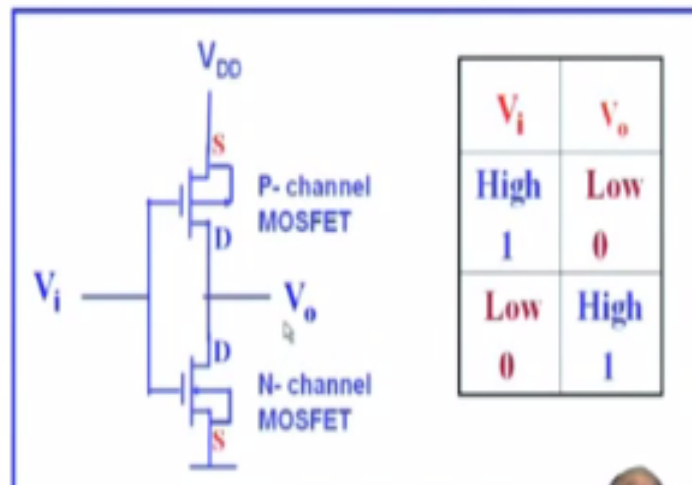 V_DD
S
P- channel
MOSFET
D
V_i
V_o
D
N- channel
MOSFET
S
V_i V_o
High Low
1 0
Low High
0 1